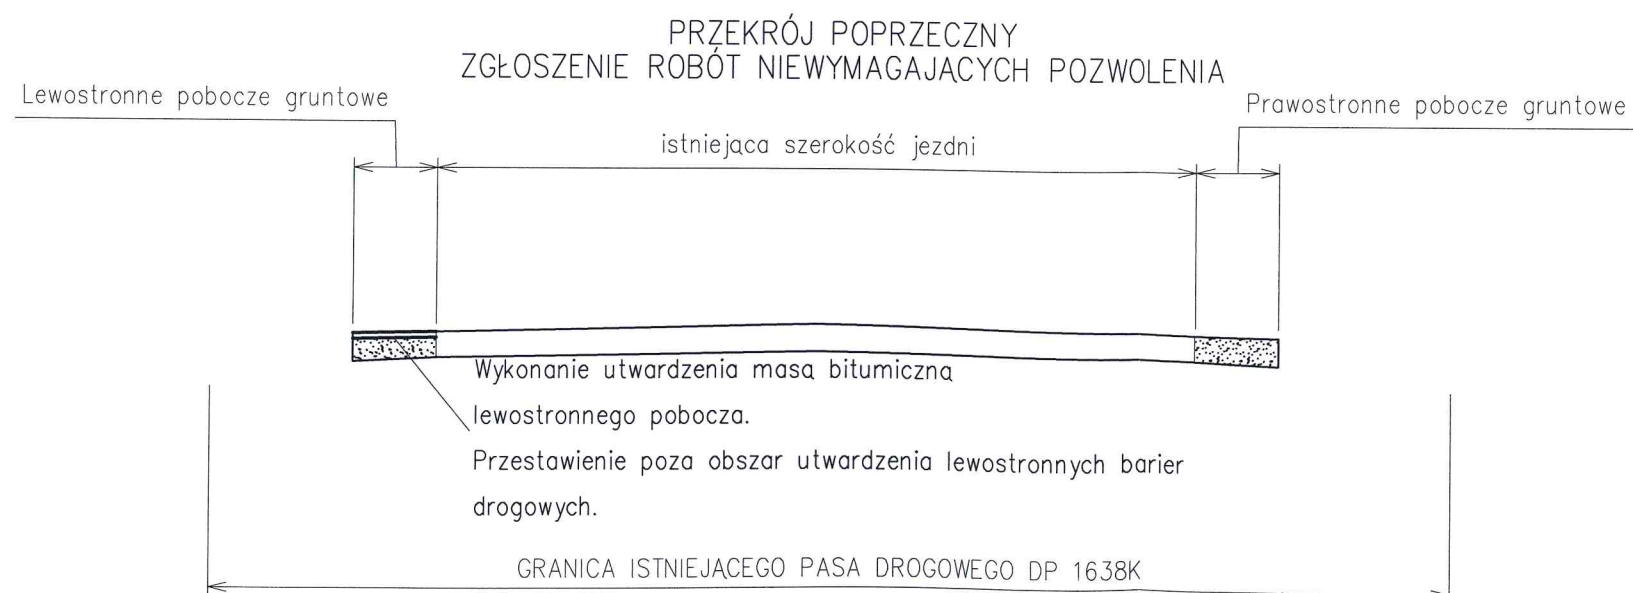 PRZEKRÓJ POPRZECZNY
ZGŁOSZENIE ROBÓT NIEWYMAGAJĄCYCH POZWOLENIA
Lewostronne pobocze gruntowe
Prawostronne pobocze gruntowe
istniejąca szerokość jezdni
Wykonanie utwardzenia masą bitumiczną
lewostronnego pobocza.
Przestawienie poza obszar utwardzenia lewostronnych barier
drogowych.
GRANICA ISTNIEJĄCEGO PASA DROGOWEGO DP 1638K